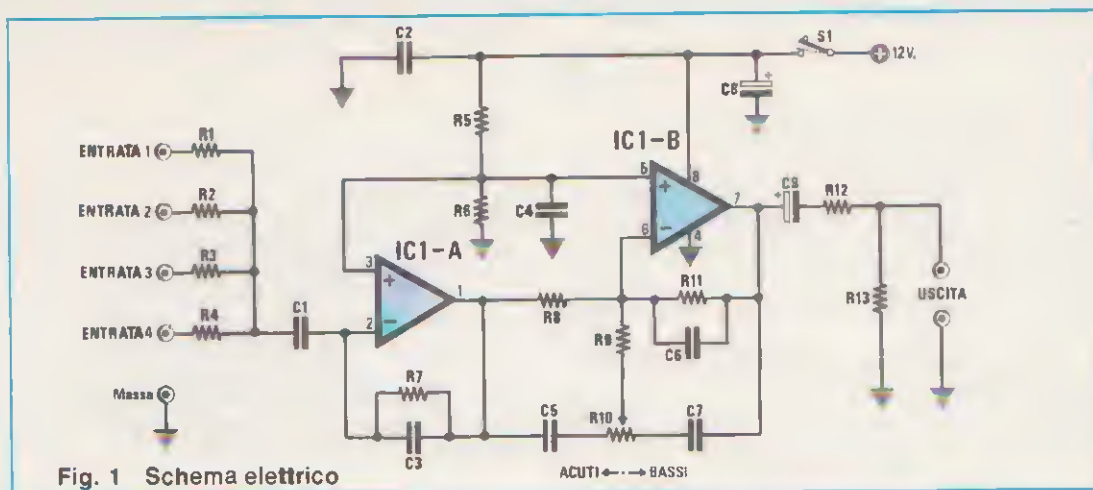 C2
S1
12V.
C8
R5
IC1-B
R1
ENTRATA 1
5
8
+
7
C9
R12
R2
R6
C4
ENTRATA 2
6
−
4
IC1-A
R3
ENTRATA 3
3
+
1
R11
R13
USCITA
R4
C1
R8
ENTRATA 4
2
−
R9
C6
R7
Massa
C5
R10
C7
C3
ACUTI BASSI
Fig. 1 Schema elettrico